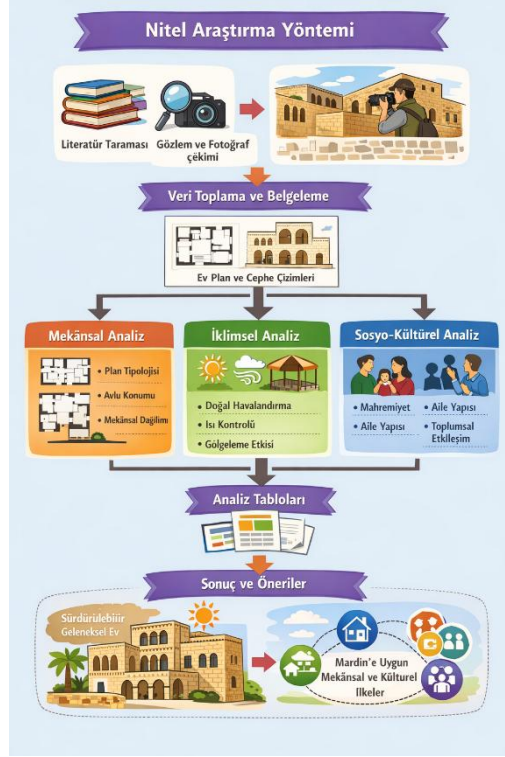 Nitel Araştırma Yöntemi
Literatür Taraması
Gözlem ve Fotoğraf
çekimi
Veri Toplama ve Belgeleme
Ev Plan ve Cephe Çizimleri
Mekânsal Analiz
• Plan Tipolojisi
• Avlu Konumu
• Mekânsal Dağılımı
İklimsel Analiz
• Doğal Havalandırma
• Isı Kontrolü
• Gölgeleme Etkisi
Sosyo-Kültürel Analiz
• Mahremiyet
• Aile Yapısı
• Aile Yapısı
• Toplumsal
Etkileşim
Analiz Tabloları
Sonuç ve Öneriler
Sürdürülebilir
Geleneksel Ev
Mardin'e Uygun
Mekânsal ve Kültürel
İlkeler